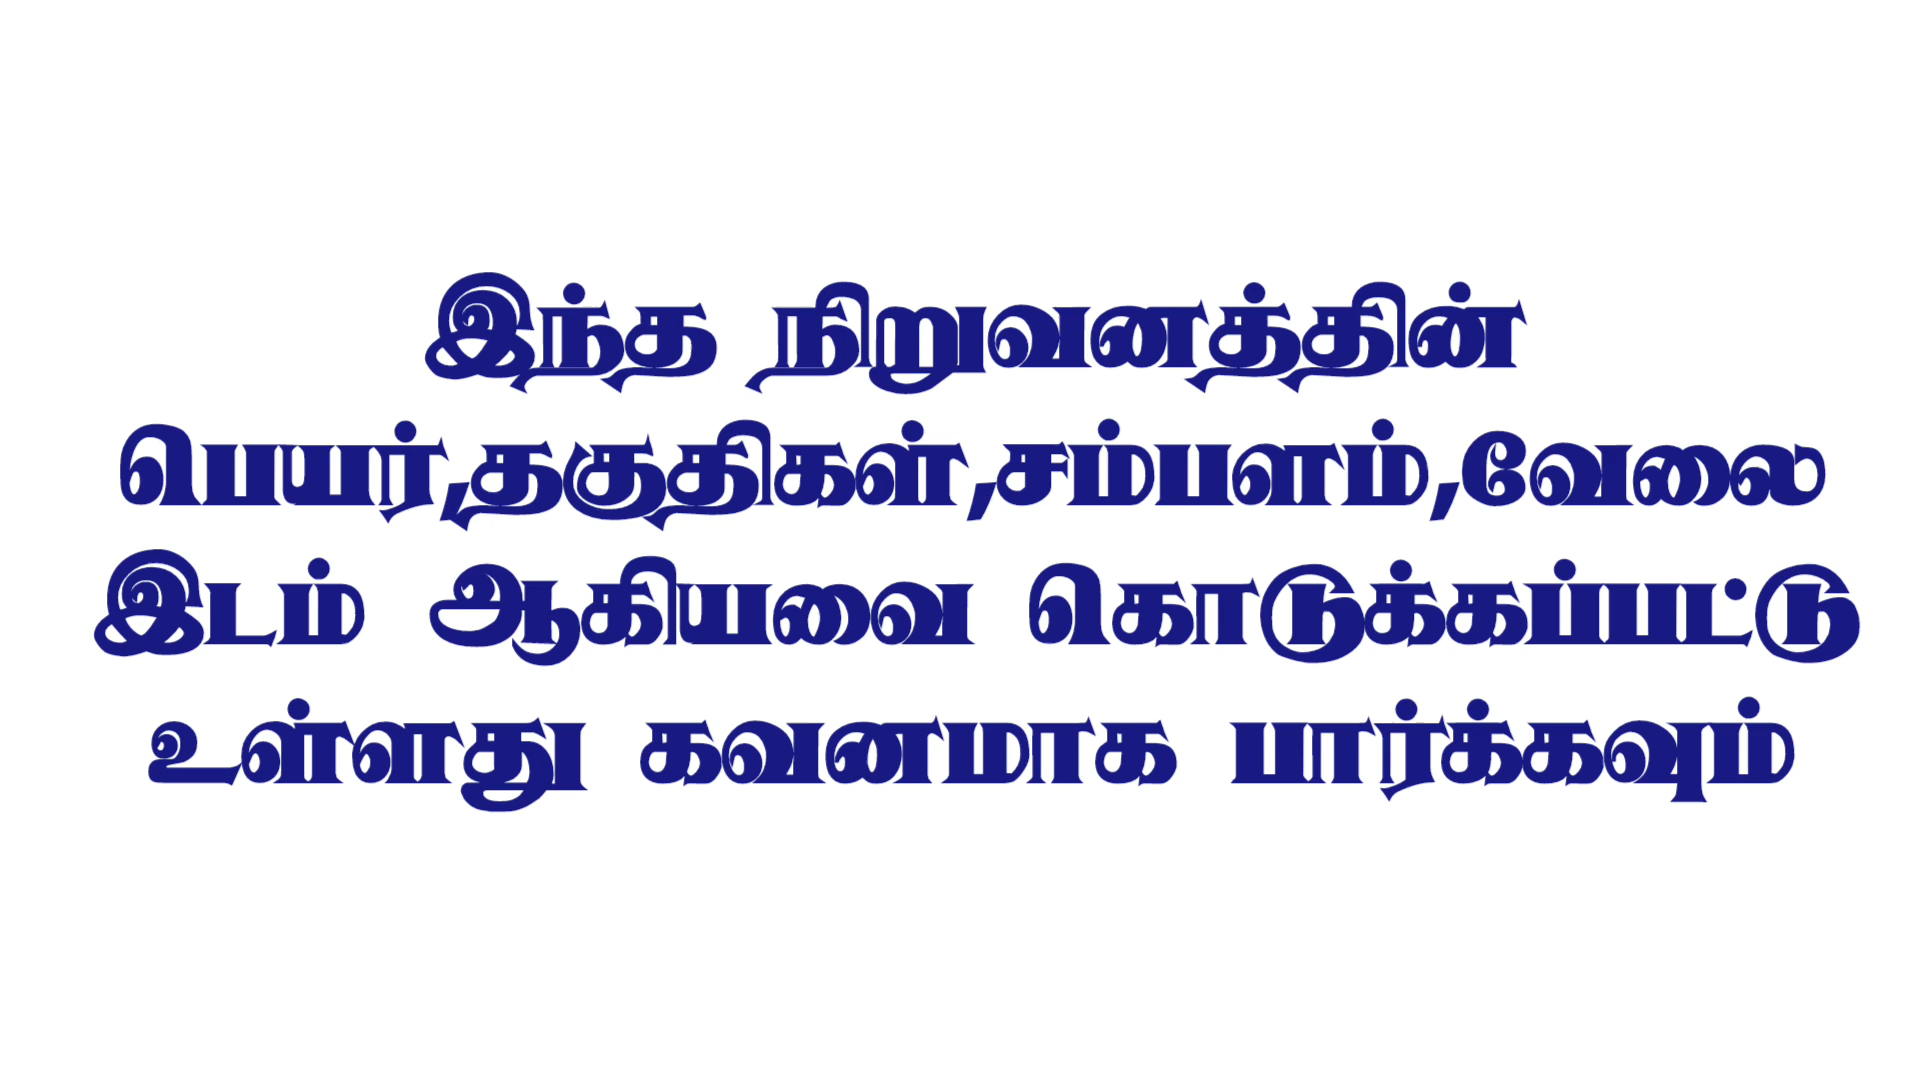 இந்த நிறுவனத்தின்
பெயர்,தகுதிகள்,சம்பளம்,வேலை
இடம் ஆகியவை கொடுக்கப்பட்டு
உள்ளது கவனமாக பார்க்கவும்